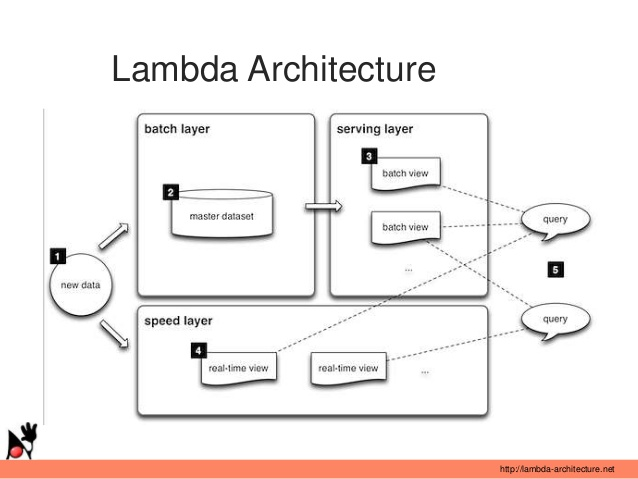 Lambda Architecture
batch layer
serving layer
3
batch view
2
master dataset
batch view
query
...
1
new data
5
speed layer
query
4
real-time view
real-time view
...
http://lambda-architecture.net